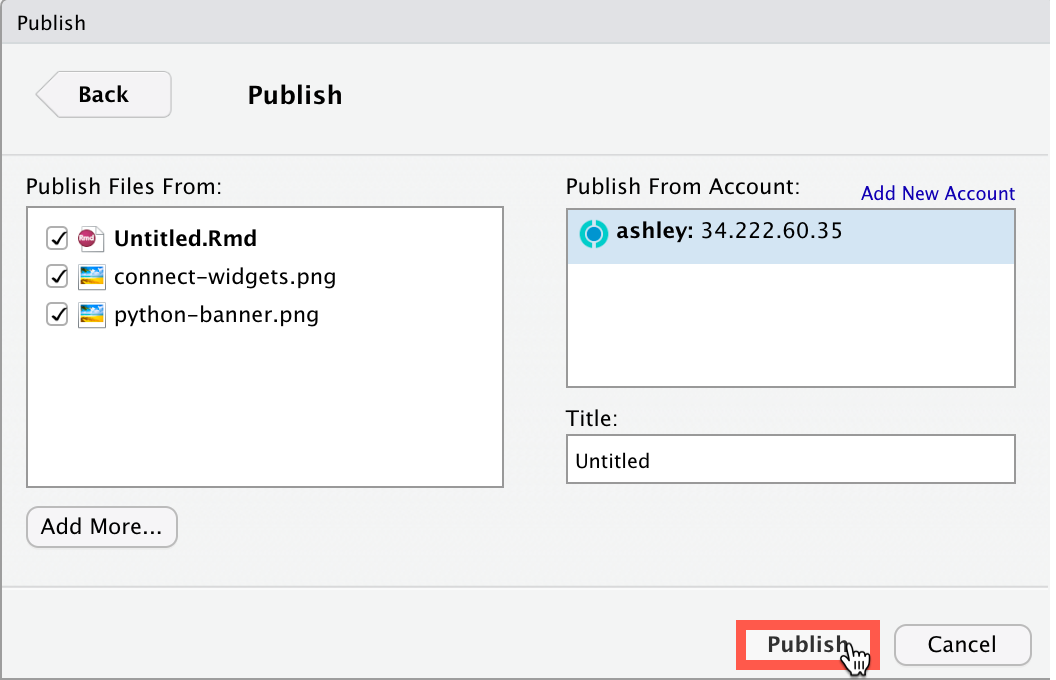 Publish
Back
Publish
Publish Files From:
Rmd Untitled.Rmd
connect-widgets.png
python-banner.png
Add More...
Publish From Account:
Add New Account
ashley: 34.222.60.35
Title:
Untitled
Publish
Cancel